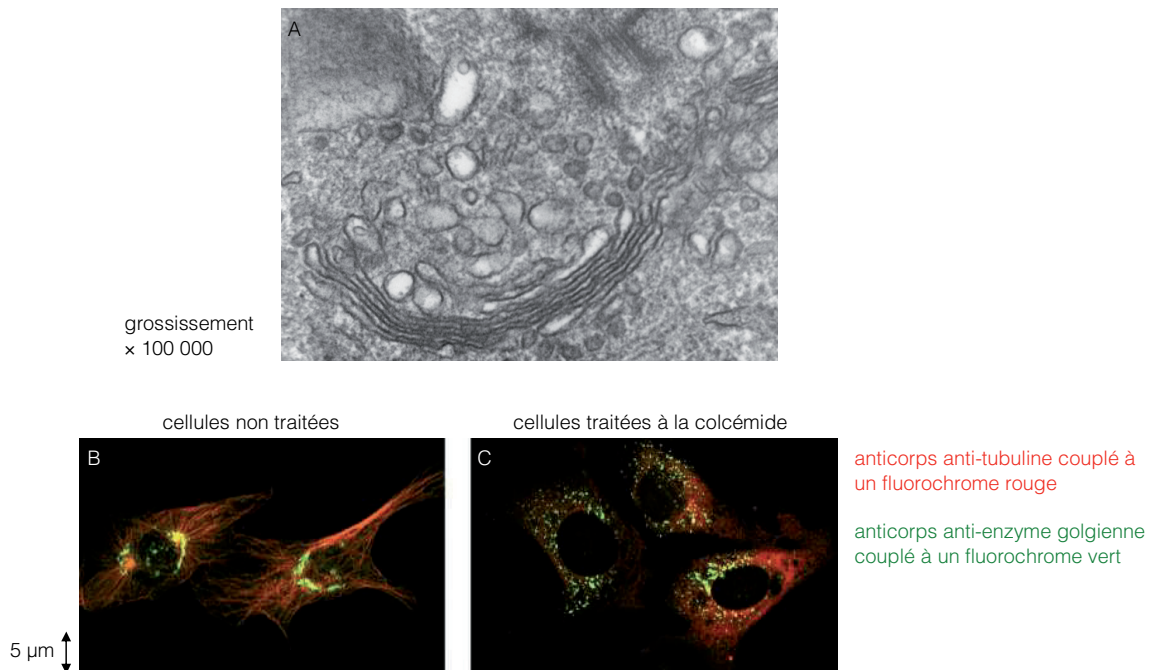 A
grossissement
× 100 000
cellules non traitées
cellules traitées à la colcémide
B
C
anticorps anti-tubuline couplé à
un fluorochrome rouge
anticorps anti-enzyme golgienne
couplé à un fluorochrome vert
5 µm